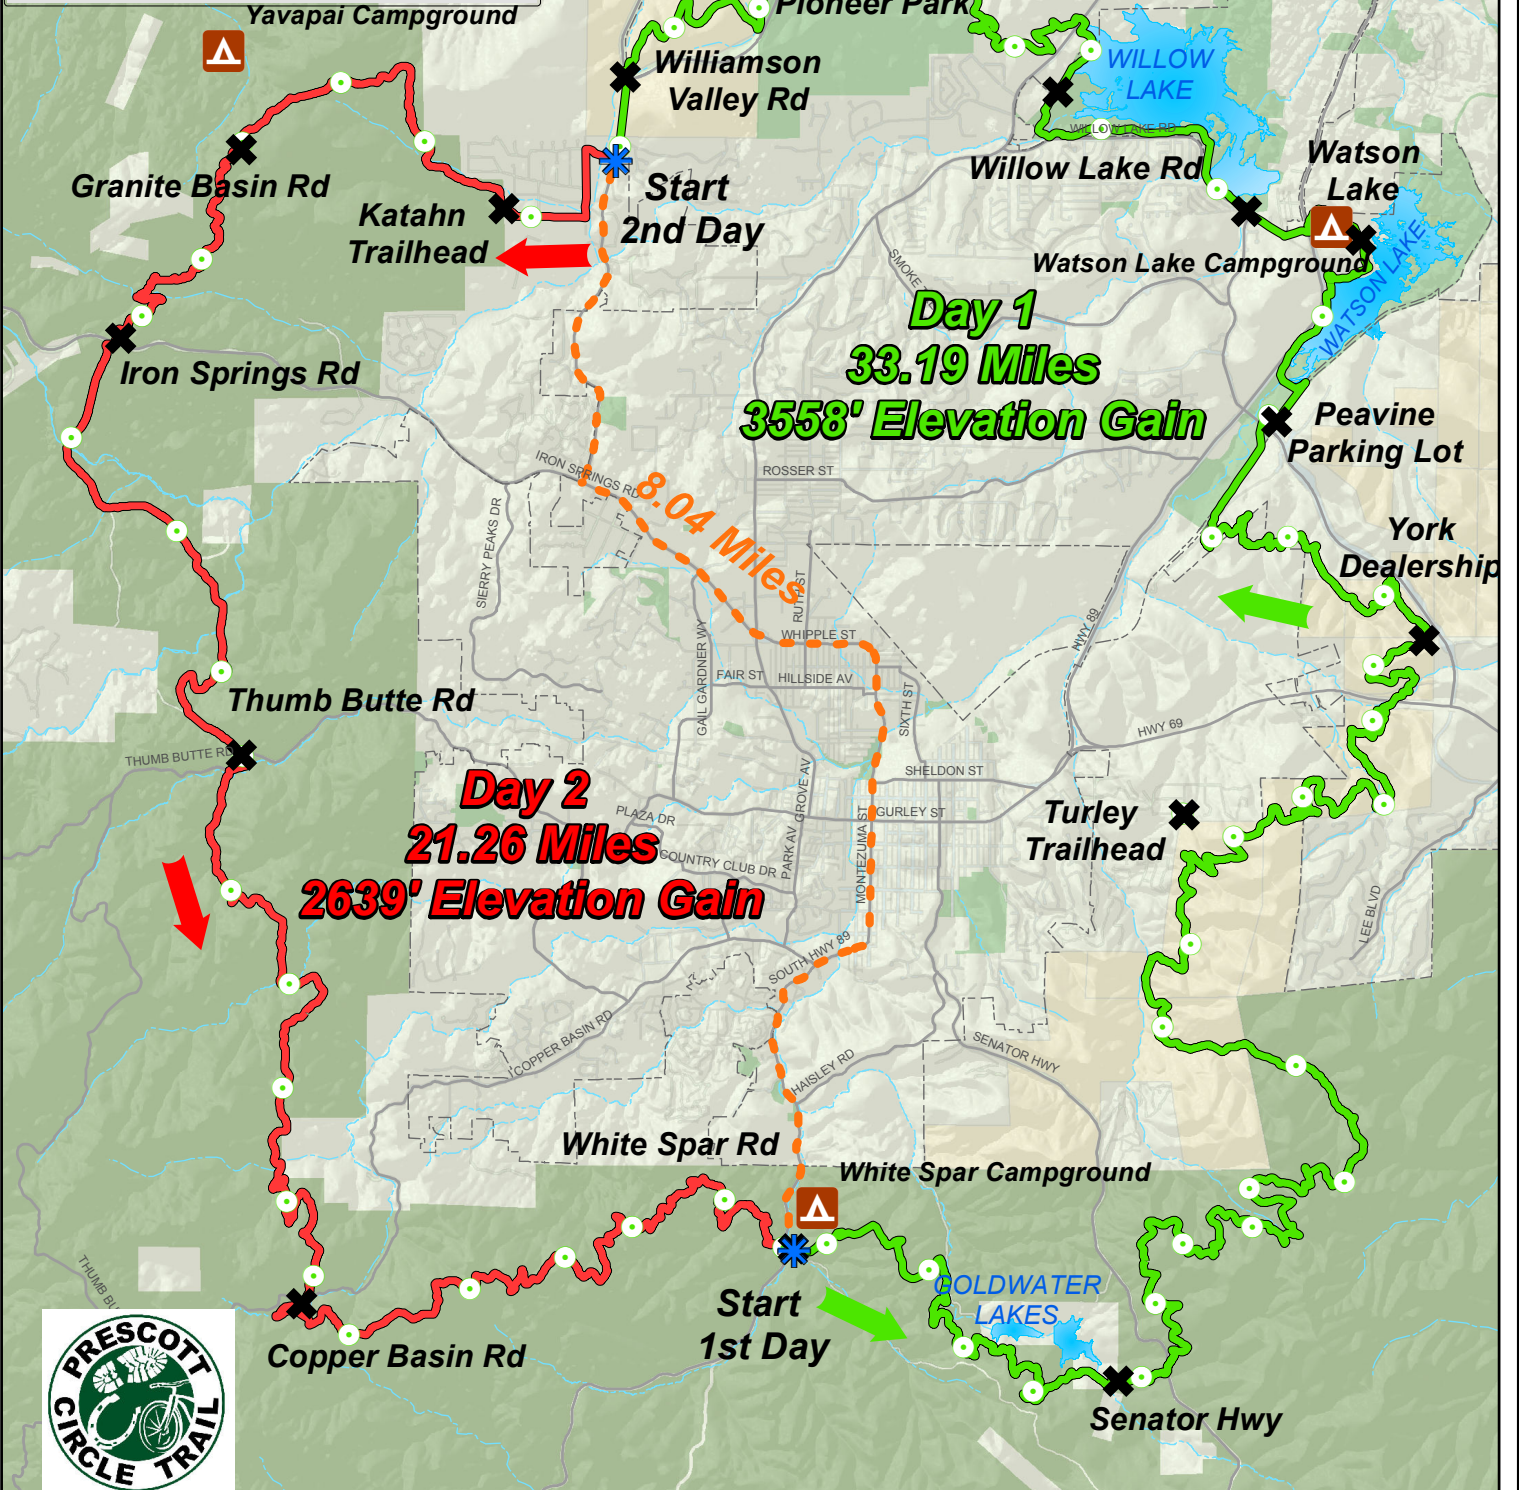 Yavapai Campground
Pioneer Park
Williamson
Valley Rd
WILLOW
LAKE
WILLOW LAKE RD
Willow Lake Rd
Watson
Lake
Granite Basin Rd
Katahn
Trailhead
Start
2nd Day
Watson Lake Campground
WATSON LAKE
Day 1
33.19 Miles
3558' Elevation Gain
Iron Springs Rd
Peavine
Parking Lot
IRON SPRINGS RD
ROSSER ST
8.04 Miles
SIERRY PEAKS DR
York
Dealership
RUTH ST
HWY 89
WHIPPLE ST
GAIL GARDNER WY
FAIR ST
HILLSIDE AV
SIXTH ST
Thumb Butte Rd
THUMB BUTTE RD
HWY 69
SHELDON ST
Day 2
21.26 Miles
2639' Elevation Gain
PLAZA DR
COUNTRY CLUB DR
PARK AV
GROVE AV
MONTEZUMA ST
GURLEY ST
Turley
Trailhead
LEE BLVD
SOUTH HWY 89
COPPER BASIN RD
SENATOR HWY
HAISLEY RD
White Spar Rd
White Spar Campground
GOLDWATER
LAKES
Start
1st Day
Copper Basin Rd
Senator Hwy
PRESCOTT
CIRCLE TRAIL